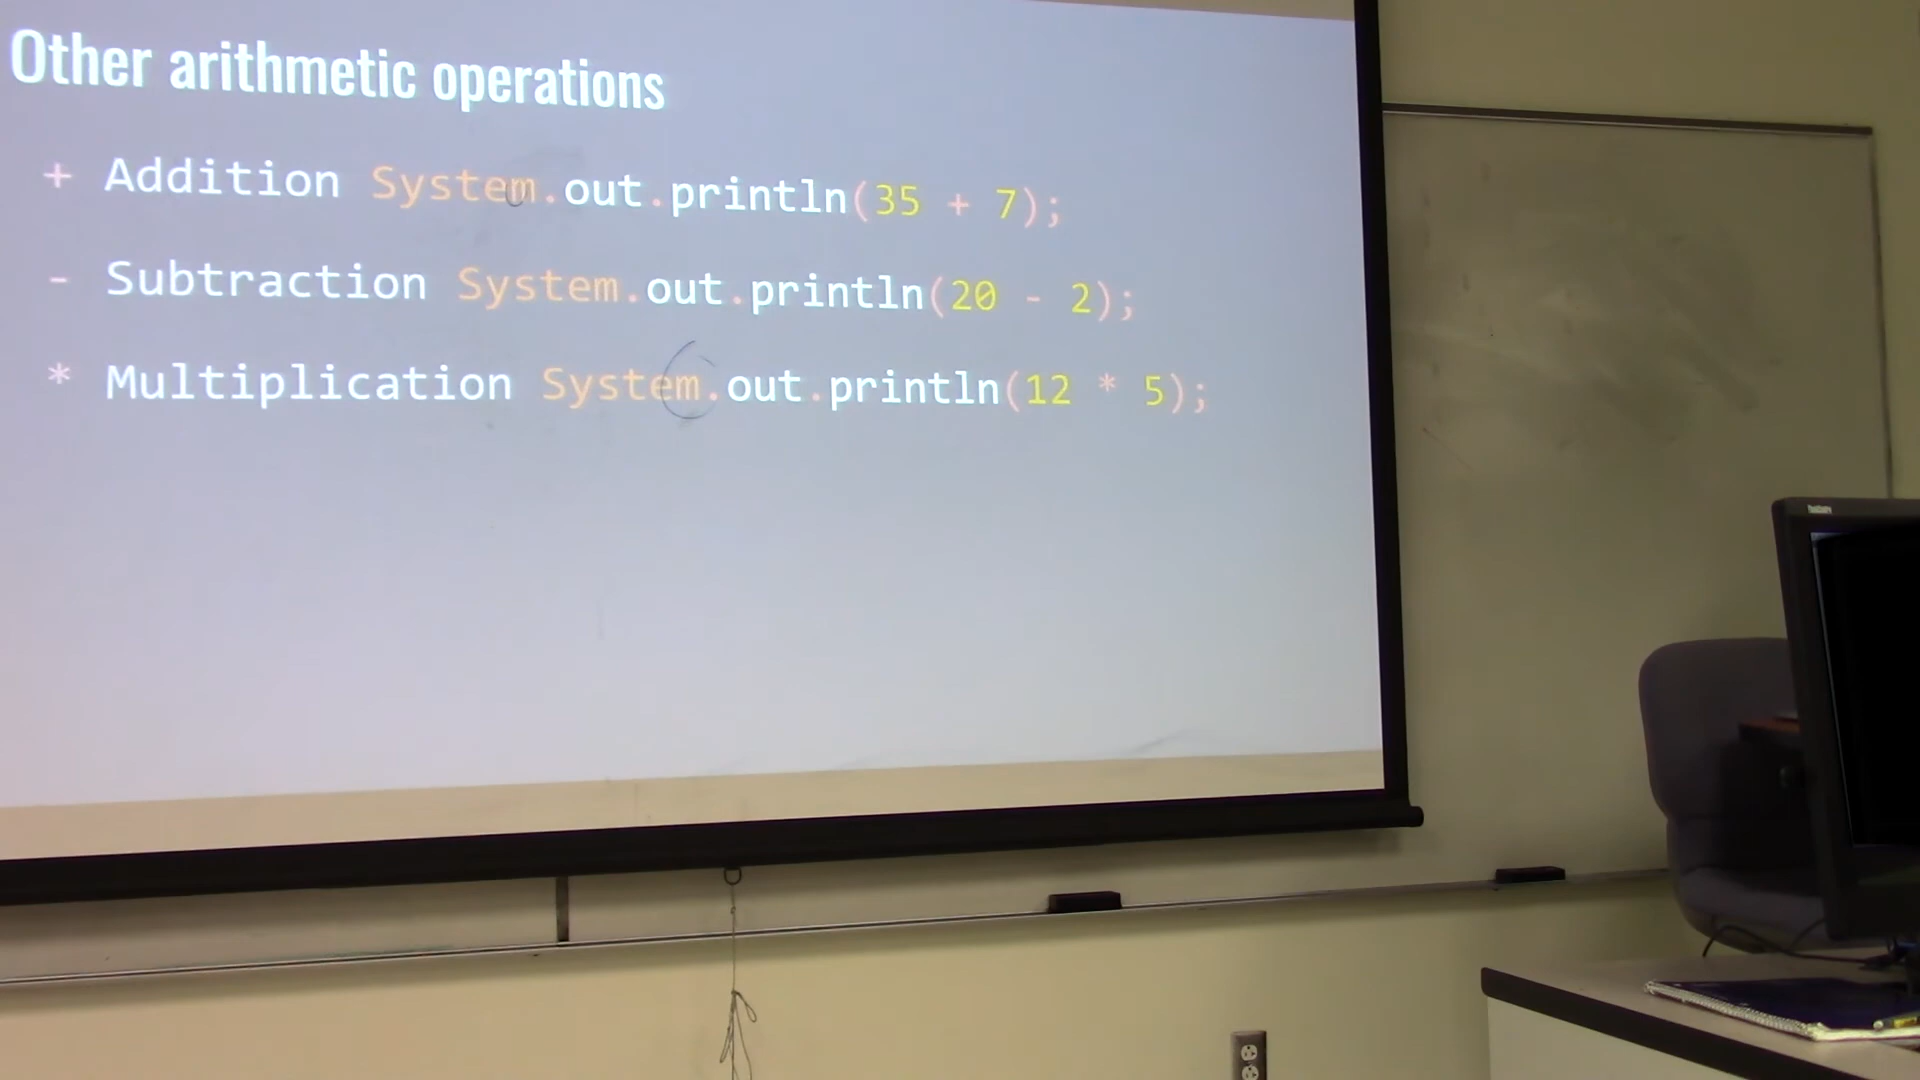 Other arithmetic operations
+ Addition System.out.println(35 + 7);
- Subtraction System.out.println(20 - 2);
* Multiplication System.out.println(12 * 5);